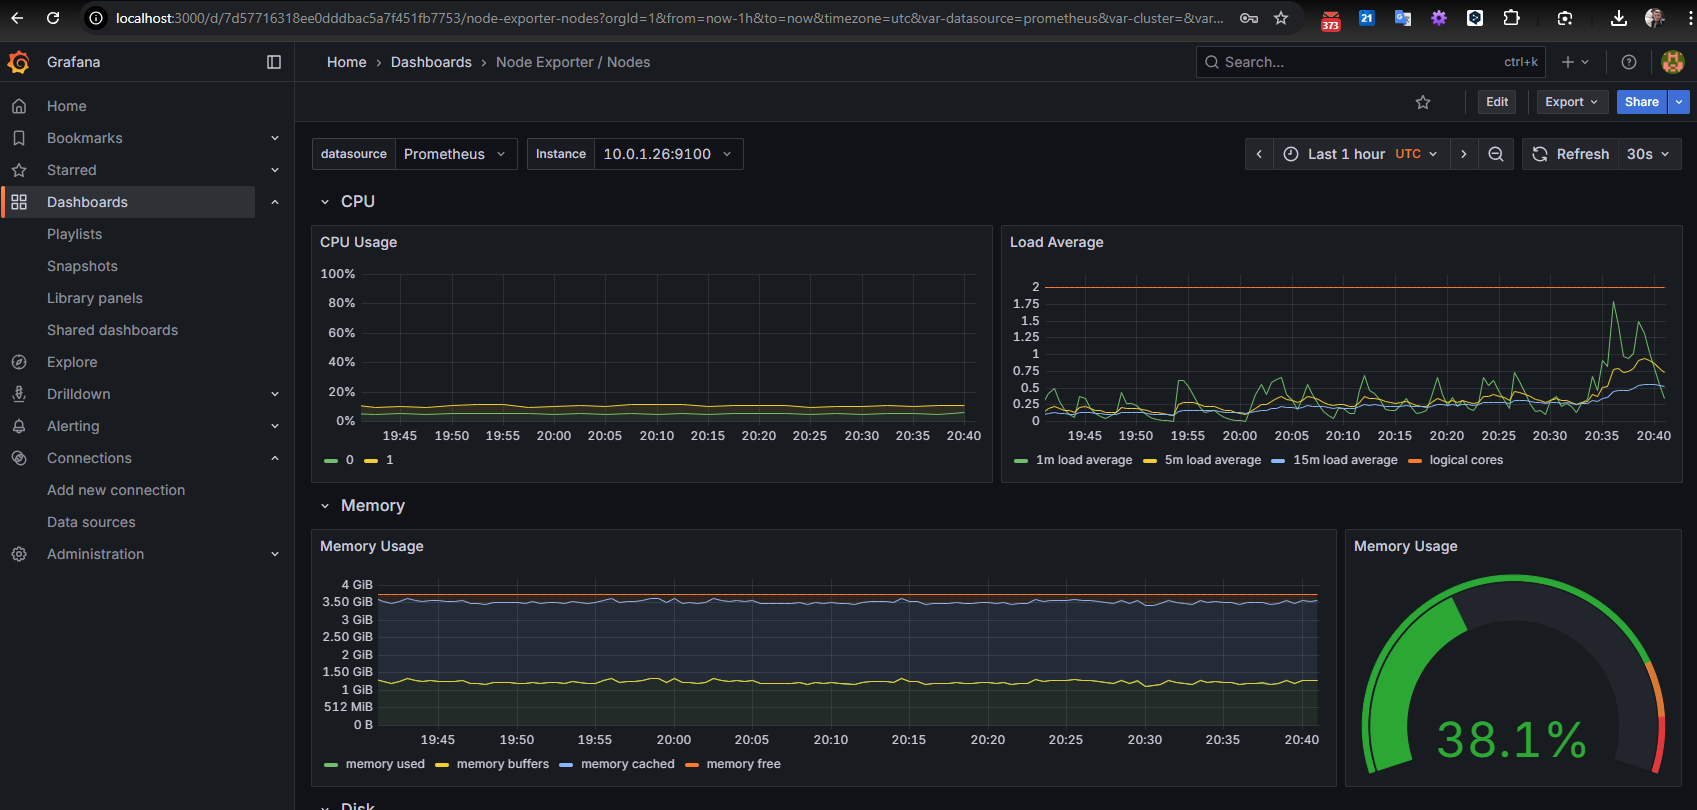 localhost:3000/d/7d57716318ee0dddbac5a7f451fb7753/node-exporter-nodes?orgId=1&from=now-1h&to=now&timezone=utc&var-datasource=prometheus&var-cluster=&var...
373
21
Grafana
Home › Dashboards › Node Exporter / Nodes
Search...
ctrl+k
Edit
Export
Share
Home
Bookmarks
Starred
Dashboards
Playlists
Snapshots
Library panels
Shared dashboards
Explore
Drilldown
Alerting
Connections
Add new connection
Data sources
Administration
datasource Prometheus
Instance 10.0.1.26:9100
Last 1 hour UTC
Refresh 30s
CPU
CPU Usage
100%
80%
60%
40%
20%
0%
19:45 19:50 19:55 20:00 20:05 20:10 20:15 20:20 20:25 20:30 20:35 20:40
0 1
Load Average
2
1.75
1.5
1.25
1
0.75
0.5
0.25
0
19:45 19:50 19:55 20:00 20:05 20:10 20:15 20:20 20:25 20:30 20:35 20:40
1m load average 5m load average 15m load average logical cores
Memory
Memory Usage
4 GiB
3.50 GiB
3 GiB
2.50 GiB
2 GiB
1.50 GiB
1 GiB
512 MiB
0 B
19:45 19:50 19:55 20:00 20:05 20:10 20:15 20:20 20:25 20:30 20:35 20:40
memory used memory buffers memory cached memory free
Memory Usage
38.1%
Disk